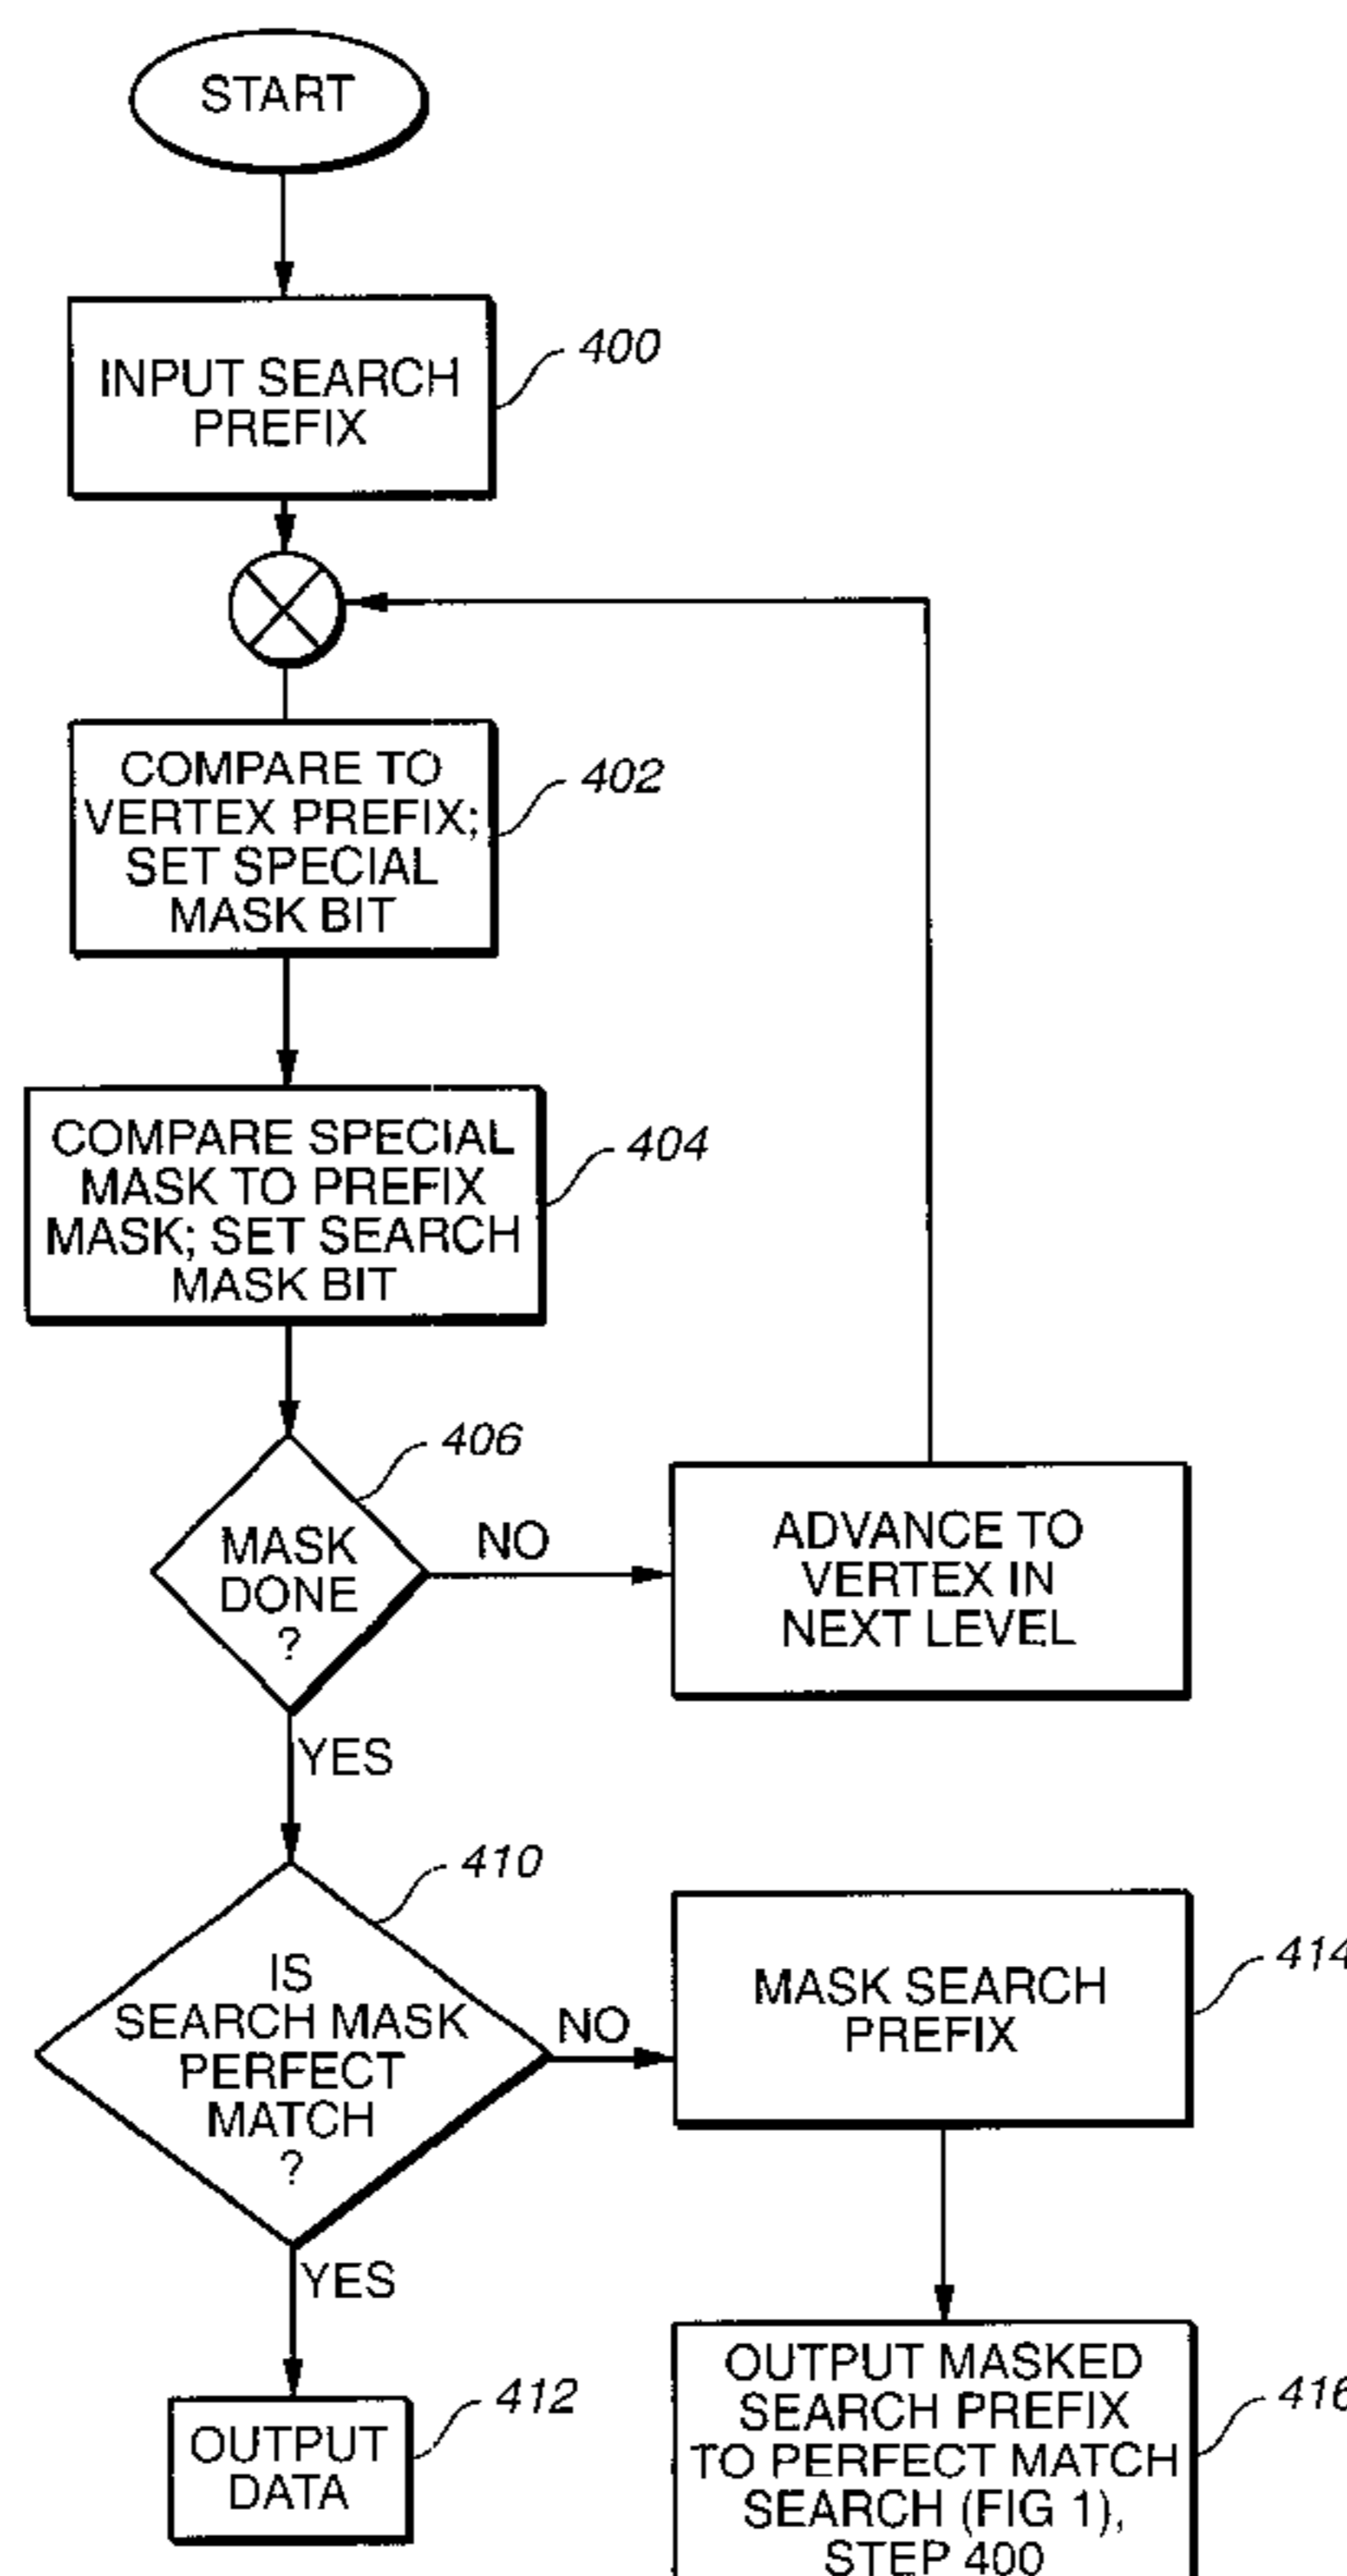 START
INPUT SEARCH
PREFIX
400
COMPARE TO
VERTEX PREFIX;
SET SPECIAL
MASK BIT
402
COMPARE SPECIAL
MASK TO PREFIX
MASK; SET SEARCH
MASK BIT
404
406
MASK
DONE
?
NO
ADVANCE TO
VERTEX IN
NEXT LEVEL
YES
410
IS
SEARCH MASK
PERFECT
MATCH
?
NO
MASK SEARCH
PREFIX
414
YES
OUTPUT
DATA
412
OUTPUT MASKED
SEARCH PREFIX
TO PERFECT MATCH
SEARCH (FIG 1),
STEP 400
416